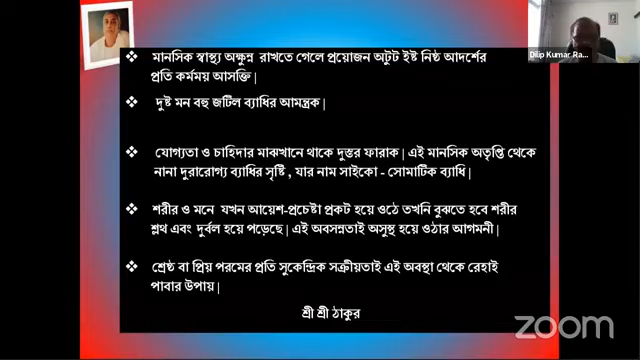 Dilip Kumar Ra...
❖ মানসিক স্বাস্থ্য অক্ষুন্ন রাখতে গেলে প্রয়োজন অটুট ইষ্ট নিষ্ঠ আদর্শের
প্রতি কর্মময় আসক্তি |
❖ দুষ্ট মন বহু জটিল ব্যাধির আমন্ত্রক |
❖ যোগ্যতা ও চাহিদার মাঝখানে থাকে দুস্তর ফারাক | এই মানসিক অতৃপ্তি থেকে
নানা দুরারোগ্য ব্যাধির সৃষ্টি , যার নাম সাইকো - সোমাটিক ব্যাধি |
❖ শরীর ও মনে যখন আয়েশ-প্রচেষ্টা প্রকট হয়ে ওঠে তখনি বুঝতে হবে শরীর
শ্লথ এবং দুর্বল হয়ে পড়েছে | এই অবসন্নতাই অসুস্থ হয়ে ওঠার আগমনী |
❖ শ্রেষ্ঠ বা প্রিয় পরমের প্রতি সুকেন্দ্রিক সক্রীয়তাই এই অবস্থা থেকে রেহাই
পাবার উপায় |
শ্রী শ্রী ঠাকুর
zoom